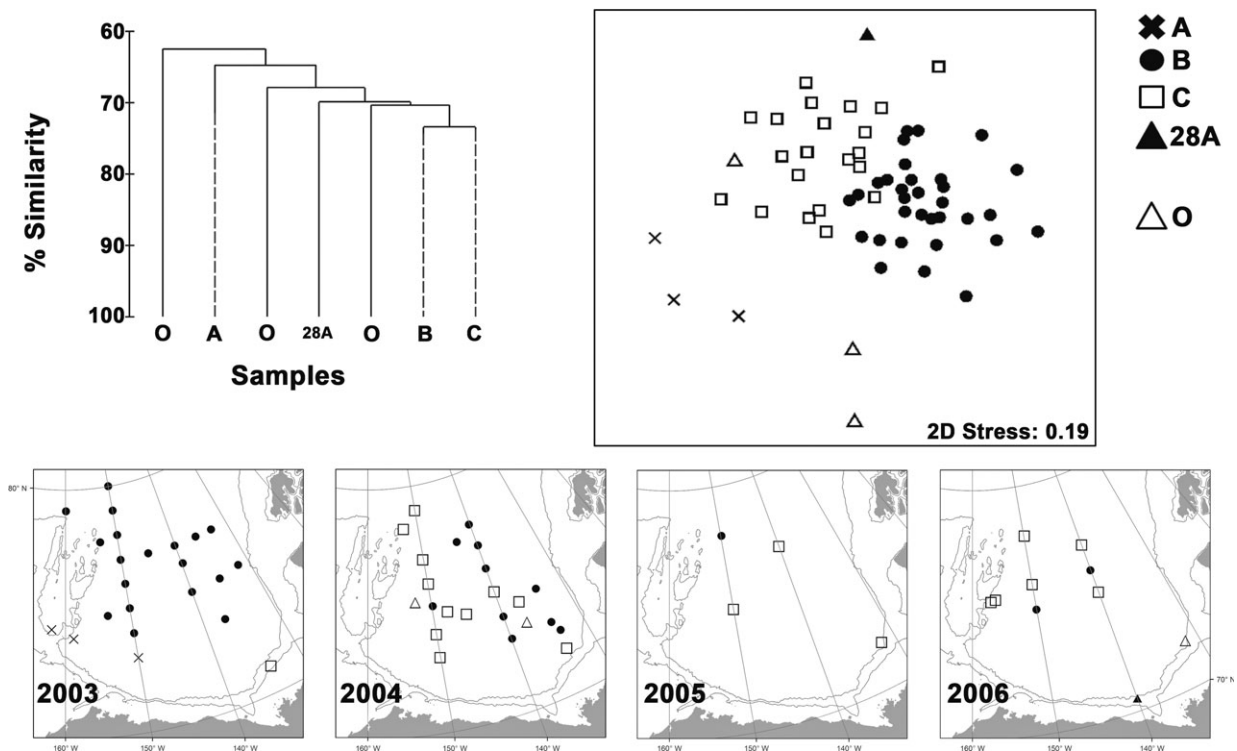 60
70
80
90
100
% Similarity
O A O 28A O B C
Samples
2D Stress: 0.19
A
B
C
28A
O
80° N
2003
160° W 150° W 140° W
2004
160° W 150° W 140° W
2005
160° W 150° W 140° W
2006
70° N
160° W 150° W 140° W